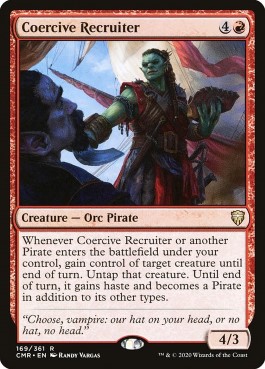 Coercive Recruiter 4
Creature — Orc Pirate
Whenever Coercive Recruiter or another
Pirate enters the battlefield under your
control, gain control of target creature until
end of turn. Untap that creature. Until end
of turn, it gains haste and becomes a Pirate
in addition to its other types.
"Choose, vampire: our hat on your head, or no
hat, no head."
4/3
169/361 R
CMR • EN RANDY VARGAS ™ & © 2020 Wizards of the Coast